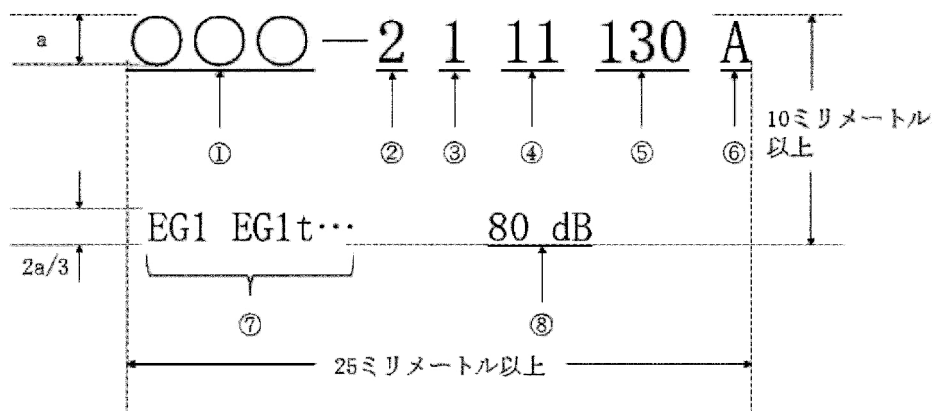 a
○○○－2 1 11 130 A
① ② ③ ④ ⑤ ⑥
10ミリメートル
以上
EG1 EG1t… 80 dB
2a/3
⑦ ⑧
25ミリメートル以上